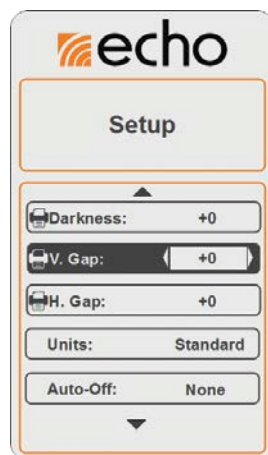 echo
Setup
Darkness: +0
V. Gap: +0
H. Gap: +0
Units: Standard
Auto-Off: None